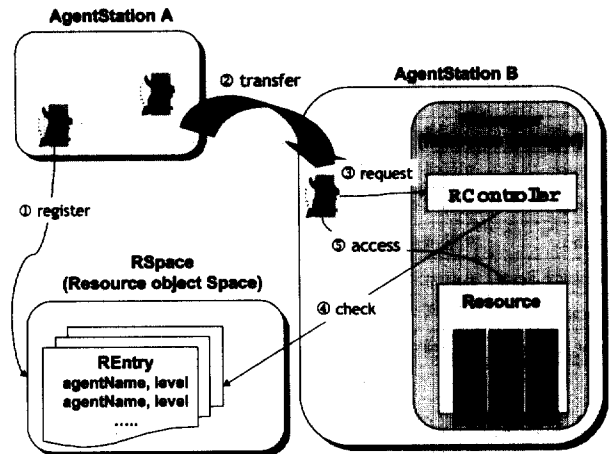 AgentStation A
② transfer
AgentStation B
③ request
RController
① register
⑤ access
RSpace
(Resource object Space)
④ check
Resource
REntry
agentName, level
agentName, level
.....